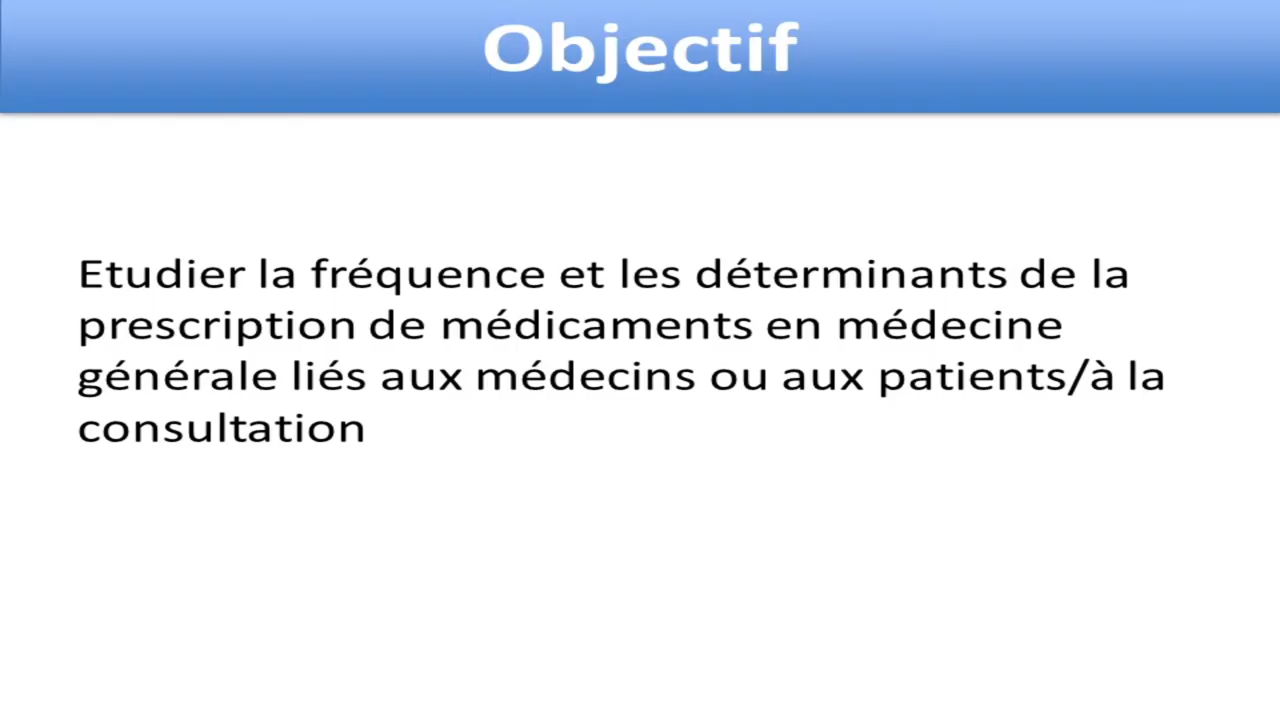 Objectif
Etudier la fréquence et les déterminants de la
prescription de médicaments en médecine
générale liés aux médecins ou aux patients/à la
consultation